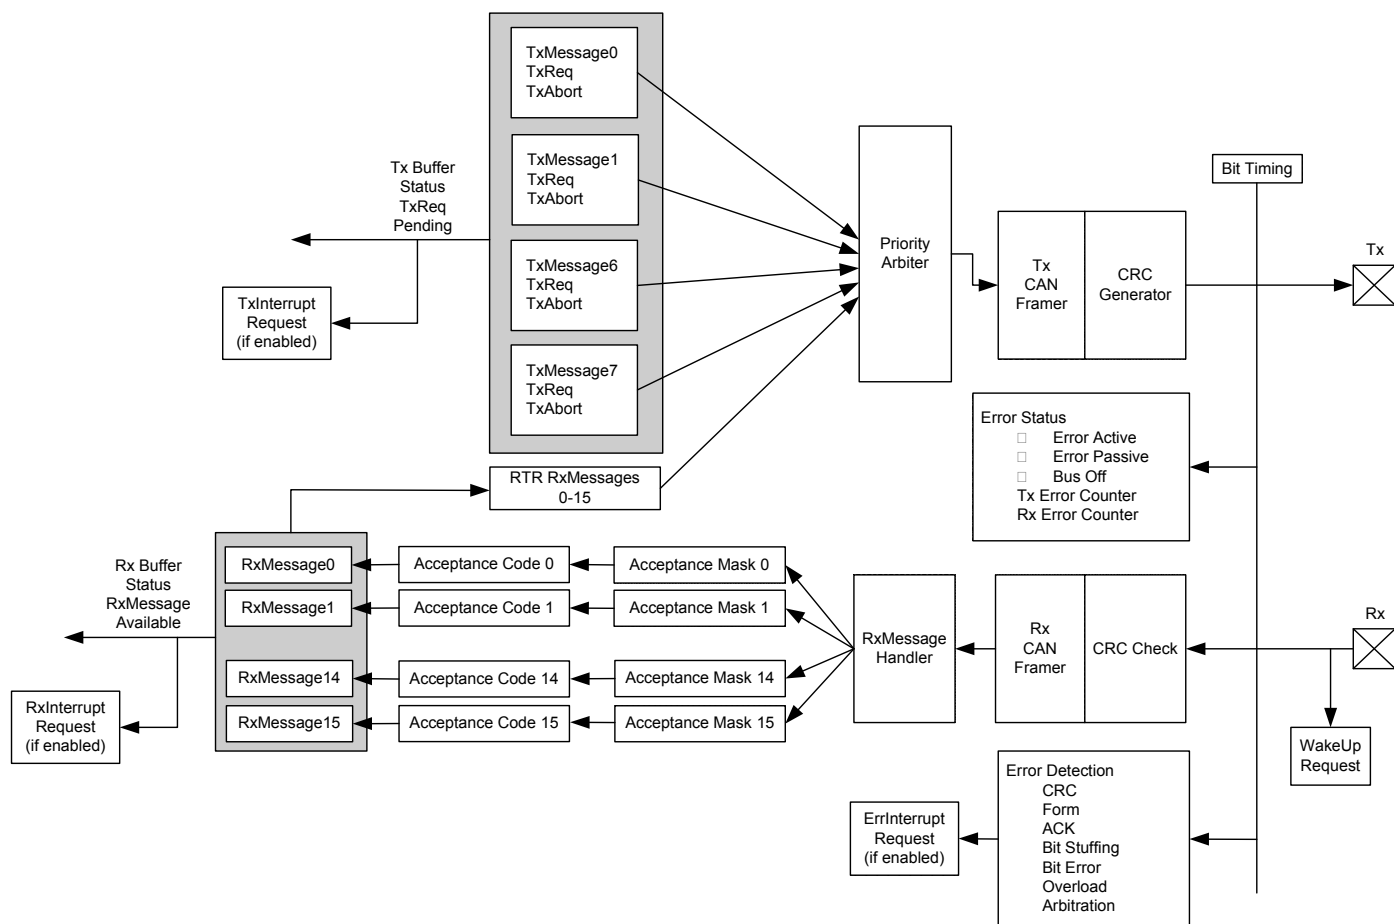 TxMessage0
TxReq
TxAbort
TxMessage1
TxReq
TxAbort
TxMessage6
TxReq
TxAbort
TxMessage7
TxReq
TxAbort
Tx Buffer
Status
TxReq
Pending
TxInterrupt
Request
(if enabled)
Priority
Arbiter
Tx
CAN
Framer
CRC
Generator
Bit Timing
Tx
Error Status
Error Active
Error Passive
Bus Off
Tx Error Counter
Rx Error Counter
RTR RxMessages
0-15
Rx Buffer
Status
RxMessage
Available
RxInterrupt
Request
(if enabled)
RxMessage0
Acceptance Code 0
Acceptance Mask 0
RxMessage1
Acceptance Code 1
Acceptance Mask 1
RxMessage14
Acceptance Code 14
Acceptance Mask 14
RxMessage15
Acceptance Code 15
Acceptance Mask 15
RxMessage
Handler
Rx
CAN
Framer
CRC Check
Rx
WakeUp
Request
ErrInterrupt
Request
(if enabled)
Error Detection
CRC
Form
ACK
Bit Stuffing
Bit Error
Overload
Arbitration